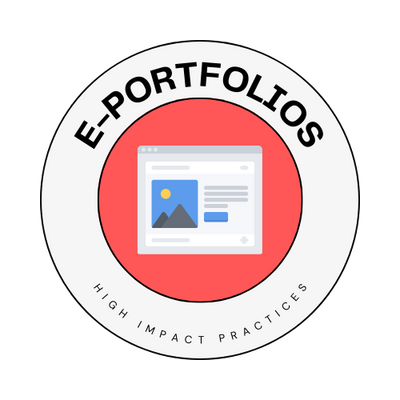 E-PORTFOLIOS
HIGH IMPACT PRACTICES